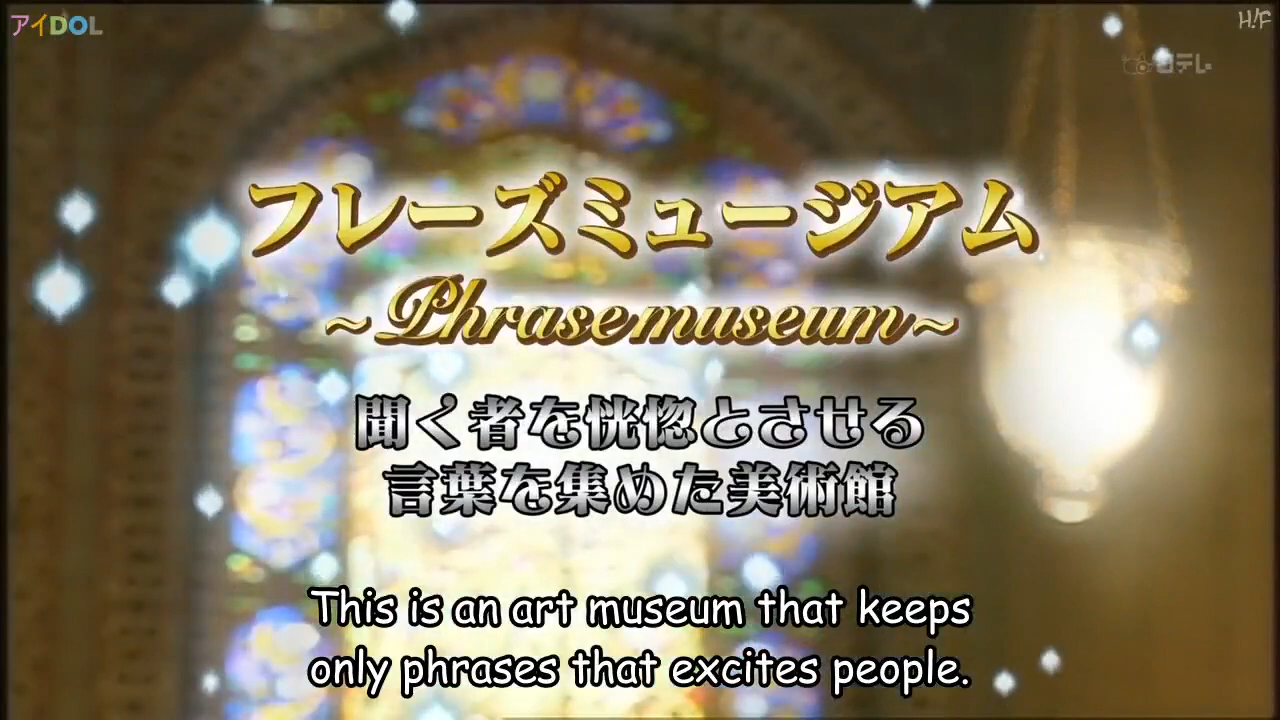 アイDOL
H!F
日テレ
フレーズミュージアム
~Phrasemuseum~
聞く者を恍惚とさせる
言葉を集めた美術館
This is an art museum that keeps
only phrases that excites people.